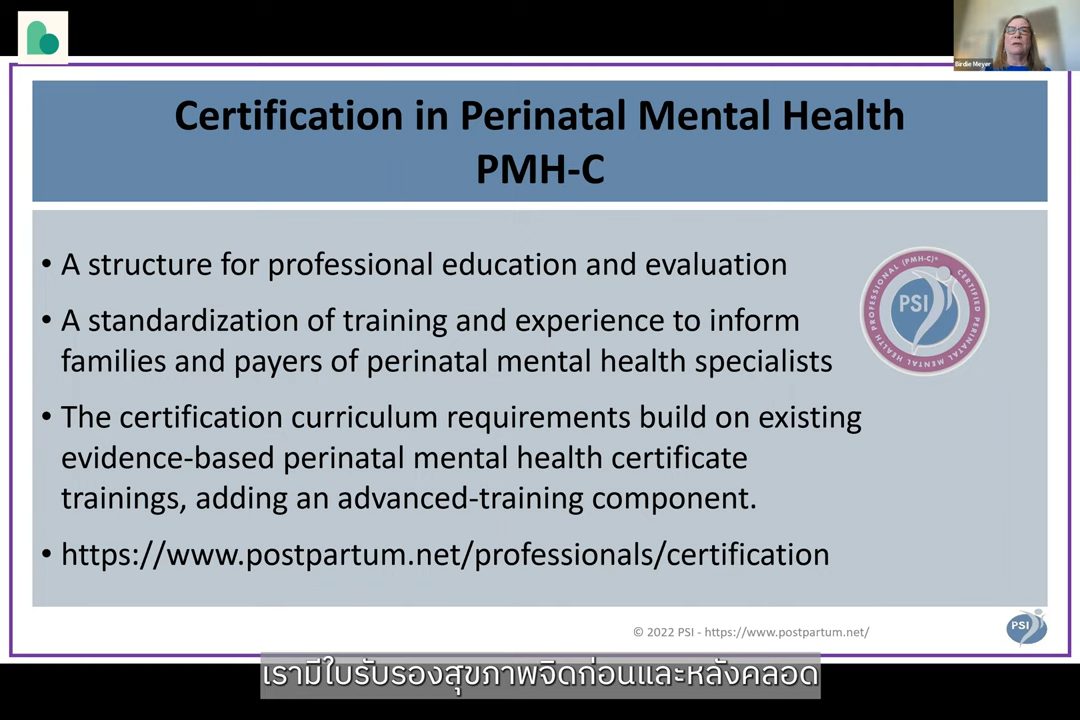 Birdie Meyer
Certification in Perinatal Mental Health
PMH-C
• A structure for professional education and evaluation
• A standardization of training and experience to inform
families and payers of perinatal mental health specialists
• The certification curriculum requirements build on existing
evidence-based perinatal mental health certificate
trainings, adding an advanced-training component.
• https://www.postpartum.net/professionals/certification
CERTIFIED PERINATAL MENTAL HEALTH PROFESSIONAL (PMH-C)®
PSI
© 2022 PSI - https://www.postpartum.net/
PSI
เรามีใบรับรองสุขภาพจิตก่อนและหลังคลอด